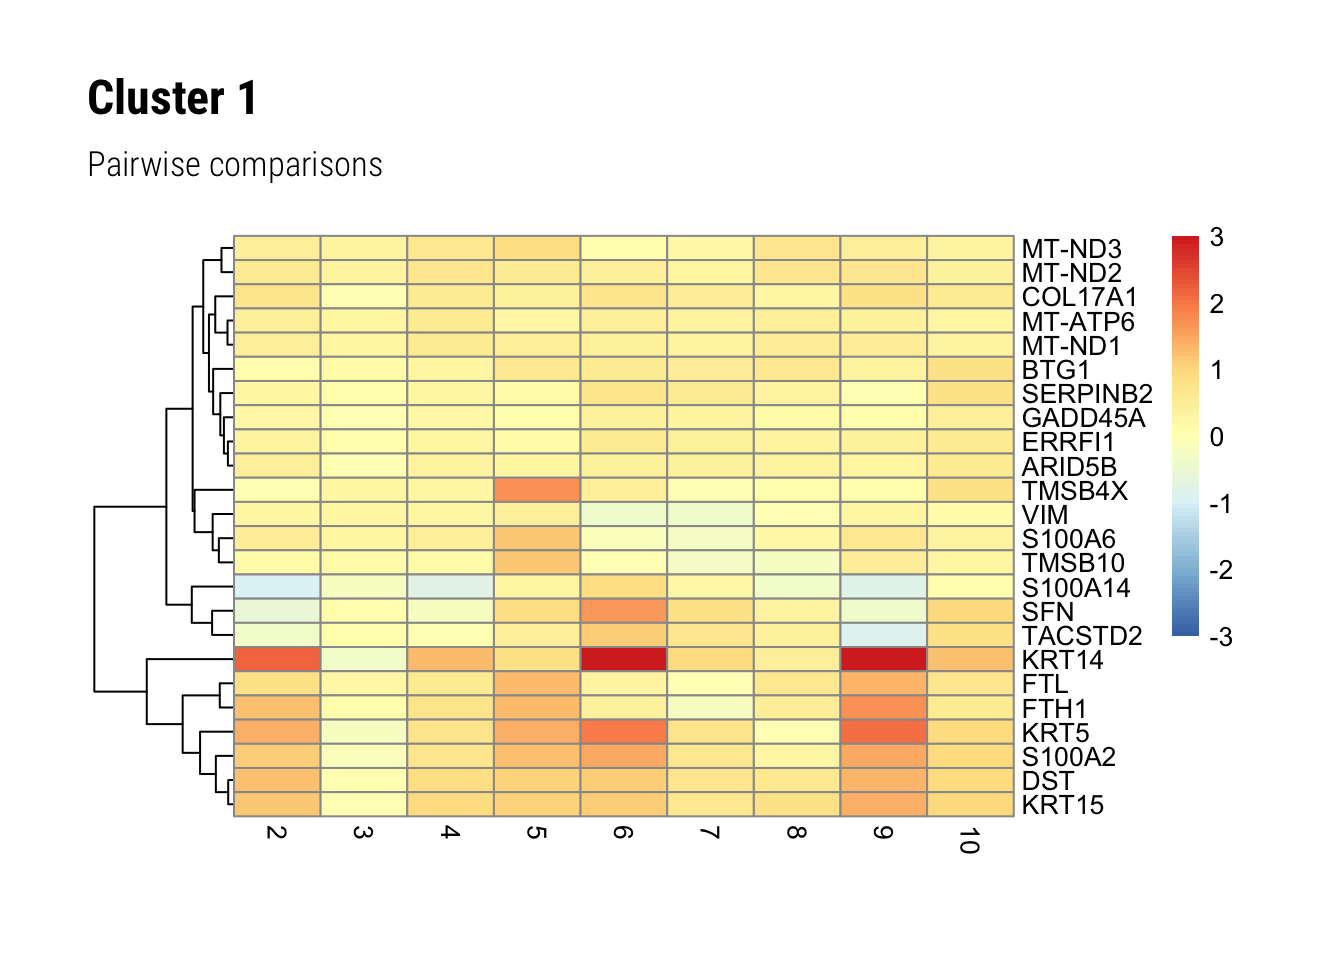 Cluster 1
Pairwise comparisons
MT-ND3
MT-ND2
COL17A1
MT-ATP6
MT-ND1
BTG1
SERPINB2
GADD45A
ERRFI1
ARID5B
TMSB4X
VIM
S100A6
TMSB10
S100A14
SFN
TACSTD2
KRT14
FTL
FTH1
KRT5
S100A2
DST
KRT15
3
2
1
0
-1
-2
-3
2 3 4 5 6 7 8 9 10